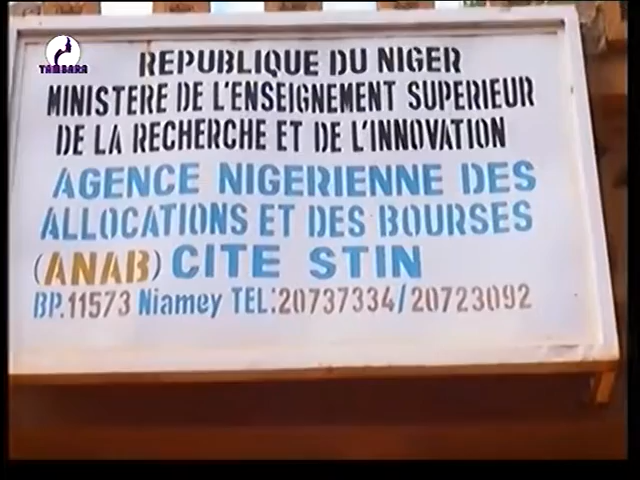 TAMBARA
REPUBLIQUE DU NIGER
MINISTERE DE L'ENSEIGNEMENT SUPERIEUR
DE LA RECHERCHE ET DE L'INNOVATION
AGENCE NIGERIENNE DES
ALLOCATIONS ET DES BOURSES
(ANAB) CITE STIN
BP.11573 Niamey TEL:20737334/20723092